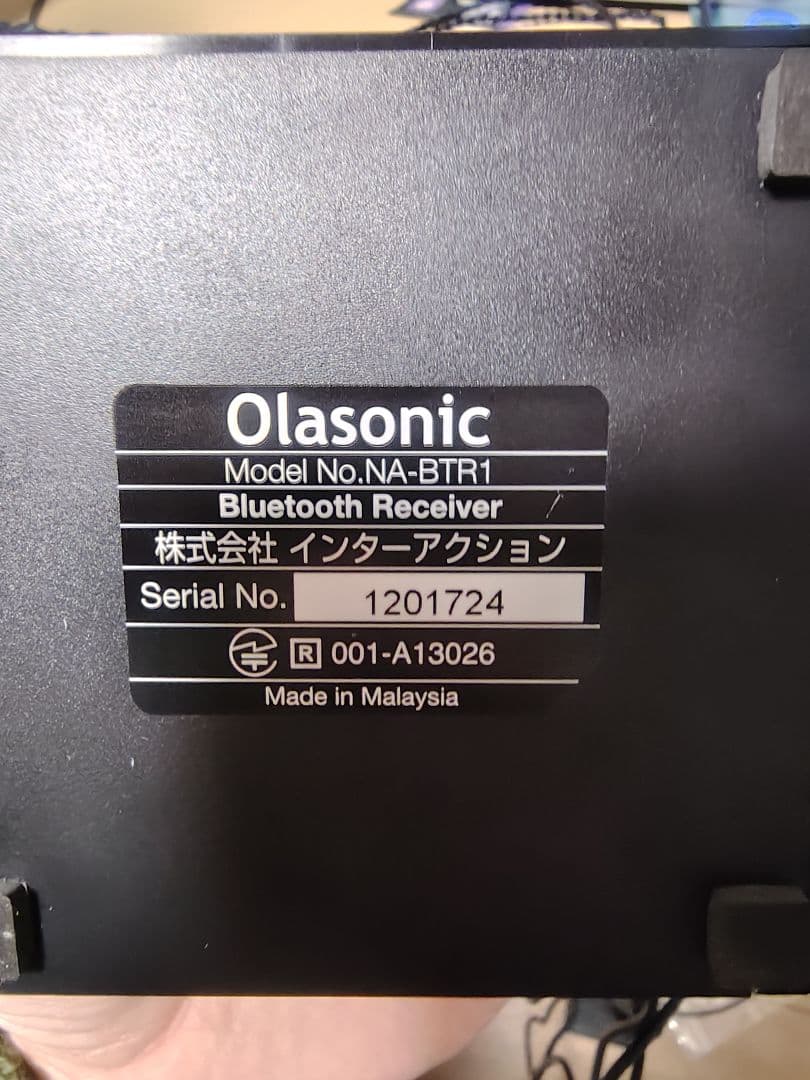 Olasonic
Model No.NA-BTR1
Bluetooth Receiver
株式会社 インターアクション
Serial No. 1201724
R 001-A13026
Made in Malaysia